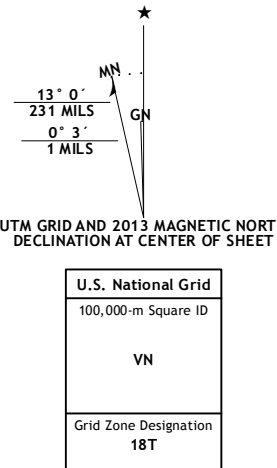 ★
MN
13° 0´
231 MILS
GN
0° 3´
1 MILS
UTM GRID AND 2013 MAGNETIC NORT
DECLINATION AT CENTER OF SHEET
U.S. National Grid
100,000-m Square ID
VN
Grid Zone Designation
18T